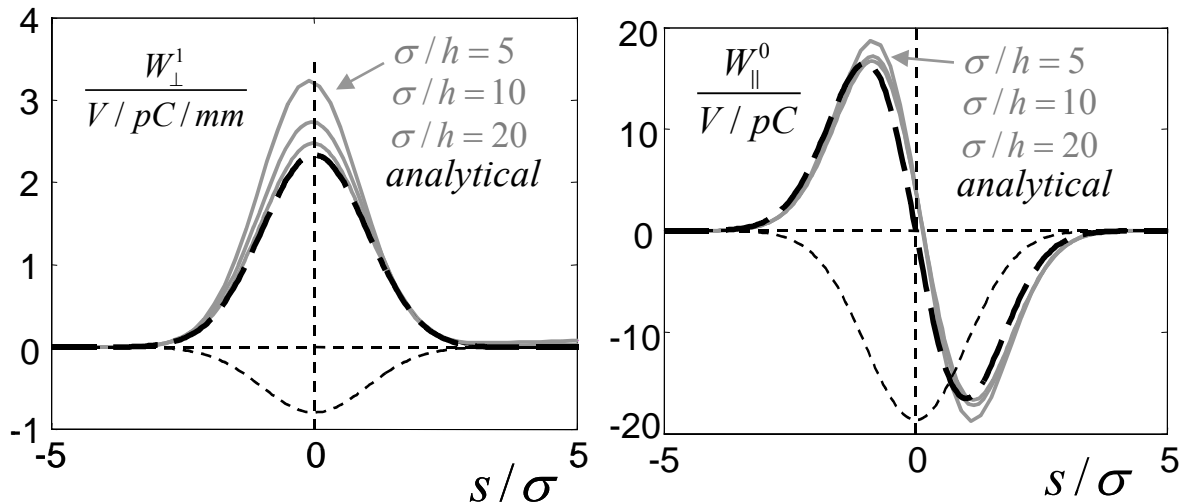 4
3
2
1
0
-1
W⊥¹
V / pC / mm
σ / h = 5
σ / h = 10
σ / h = 20
analytical
-5
0
5
s / σ
20
10
0
-10
-20
W∥⁰
V / pC
σ / h = 5
σ / h = 10
σ / h = 20
analytical
-5
0
5
s / σ